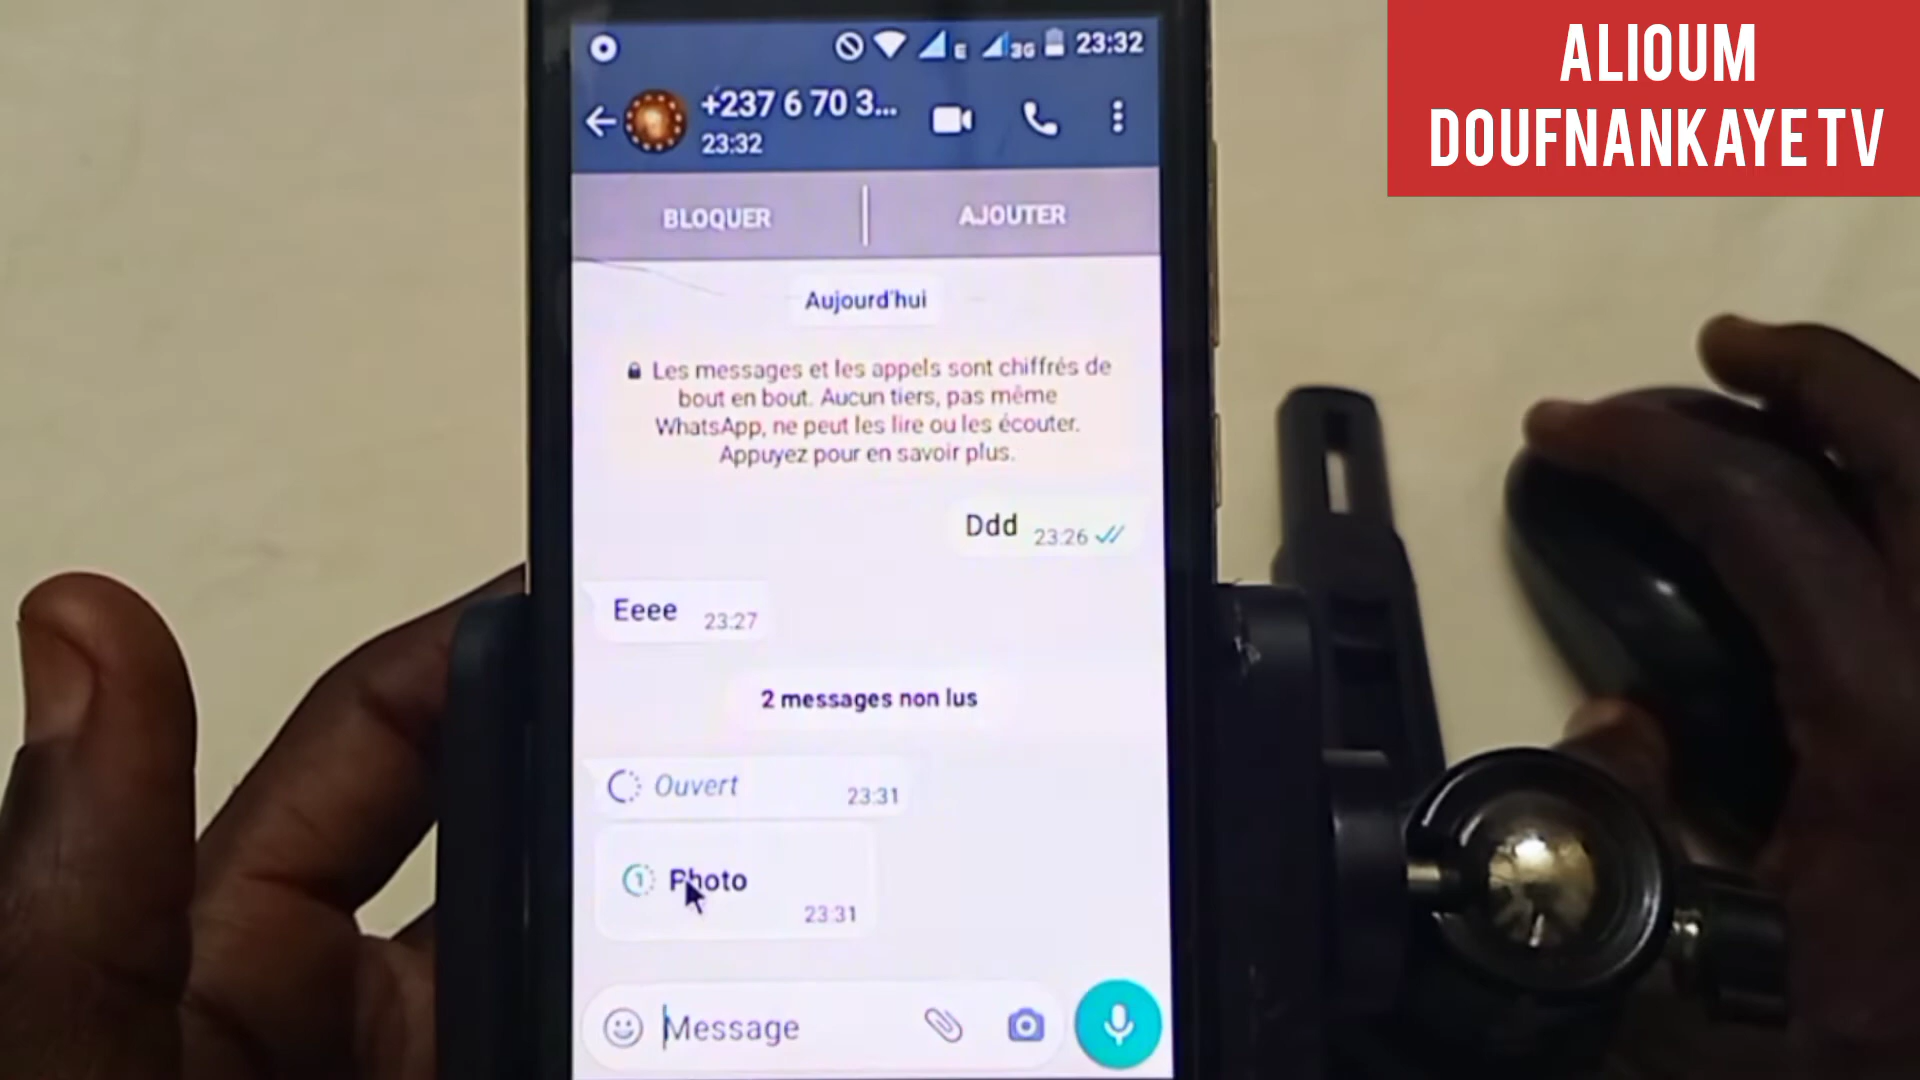 ALIOUM
DOUFNANKAYE TV
E 3G 23:32
+237 6 70 3...
23:32
BLOQUER AJOUTER
Aujourd'hui
Les messages et les appels sont chiffrés de
bout en bout. Aucun tiers, pas même
WhatsApp, ne peut les lire ou les écouter.
Appuyez pour en savoir plus.
Ddd 23:26
Eeee 23:27
2 messages non lus
Ouvert 23:31
1 Photo
23:31
Message